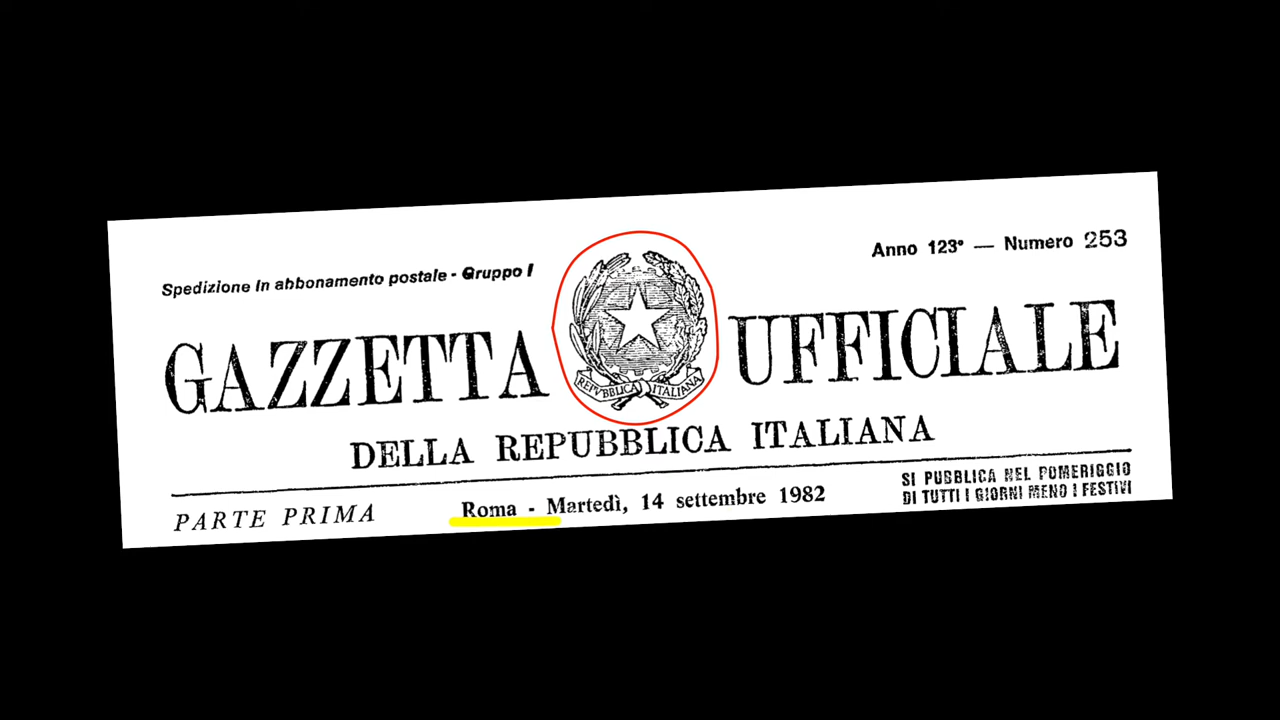 Spedizione in abbonamento postale - Gruppo I
Anno 123° — Numero 253
GAZZETTA UFFICIALE
REPVBBLICA ITALIANA
DELLA REPUBBLICA ITALIANA
PARTE PRIMA
Roma - Martedì, 14 settembre 1982
SI PUBBLICA NEL POMERIGGIO
DI TUTTI I GIORNI MENO I FESTIVI